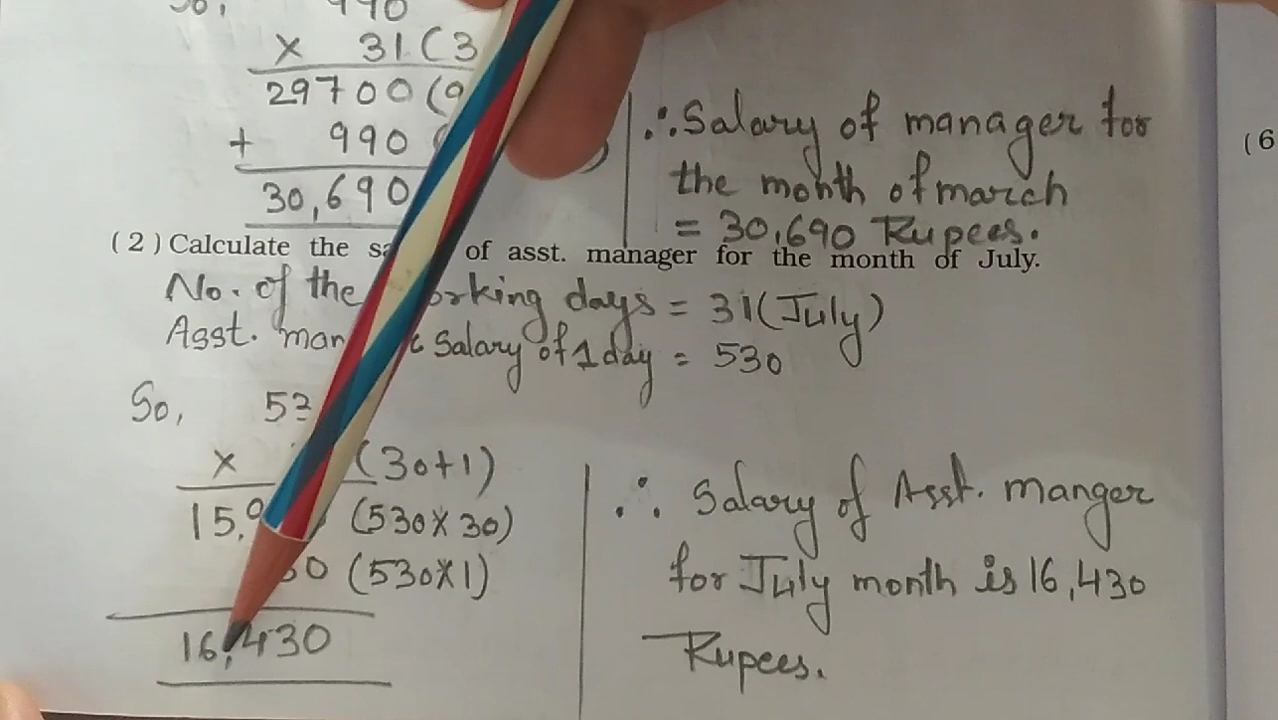 990
x 31 (3
29700 (9
+ 990
30,690
∴ Salary of manager for
the month of march
= 30,690 Rupees.
(6
(2) Calculate the of asst. manager for the month of July.
No. of the days = 31 (July)
Asst. Salary of 1 day = 530
So,
x (30+1)
(530x30)
(530x1)
16,430
∴ Salary of Asst. manger
for July month is 16,430
Rupees.